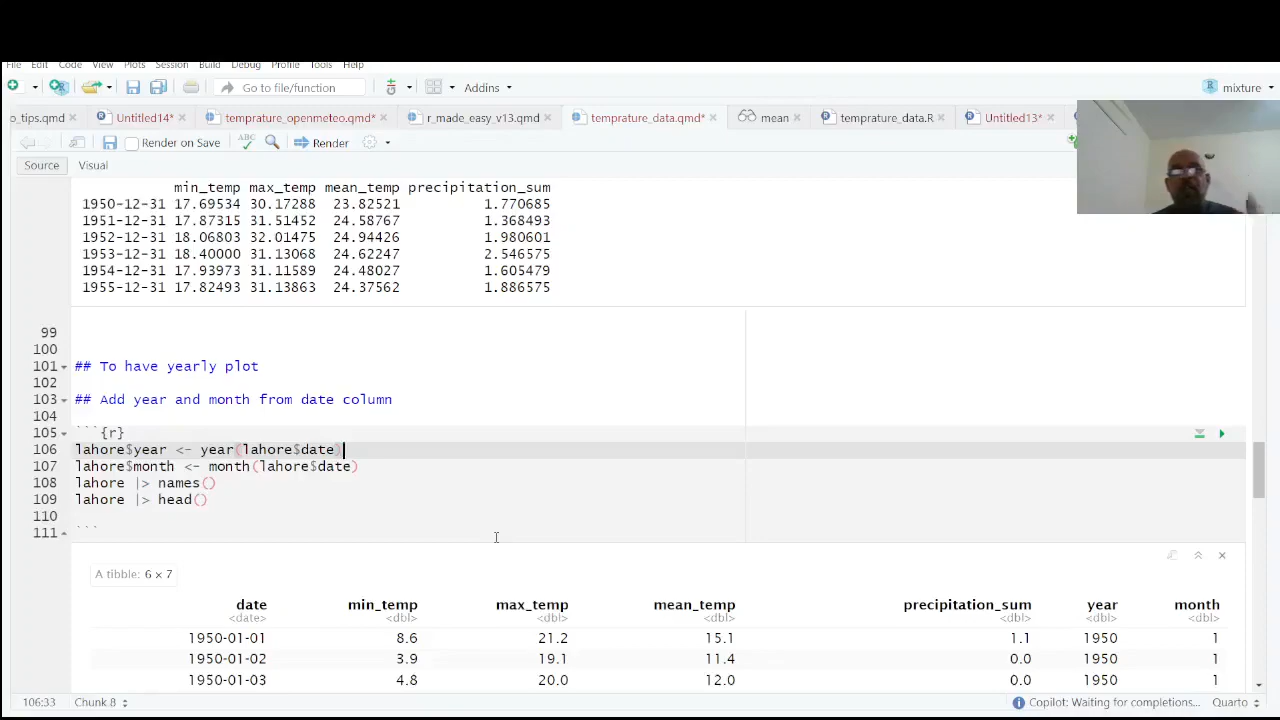 File Edit Code View Plots Session Build Debug Profile Tools Help
Go to file/function Addins mixture
o_tips.qmd Untitled14* temprature_openmeteo.qmd* r_made_easy_v13.qmd temprature_data.qmd* mean temprature_data.R Untitled13*
Render on Save ABC Render
Source Visual
min_temp max_temp mean_temp precipitation_sum
1950-12-31 17.69534 30.17288 23.82521 1.770685
1951-12-31 17.87315 31.51452 24.58767 1.368493
1952-12-31 18.06803 32.01475 24.94426 1.980601
1953-12-31 18.40000 31.13068 24.62247 2.546575
1954-12-31 17.93973 31.11589 24.48027 1.605479
1955-12-31 17.82493 31.13863 24.37562 1.886575
99
100
101 ## To have yearly plot
102
103 ## Add year and month from date column
104
105 ```{r}
106 lahore$year <- year(lahore$date)
107 lahore$month <- month(lahore$date)
108 lahore |> names()
109 lahore |> head()
110
111 ```
A tibble: 6 × 7
date min_temp max_temp mean_temp precipitation_sum year month
<date> <dbl> <dbl> <dbl> <dbl> <dbl> <dbl>
1950-01-01 8.6 21.2 15.1 1.1 1950 1
1950-01-02 3.9 19.1 11.4 0.0 1950 1
1950-01-03 4.8 20.0 12.0 0.0 1950 1
106:33 Chunk 8 Copilot: Waiting for completions... Quarto